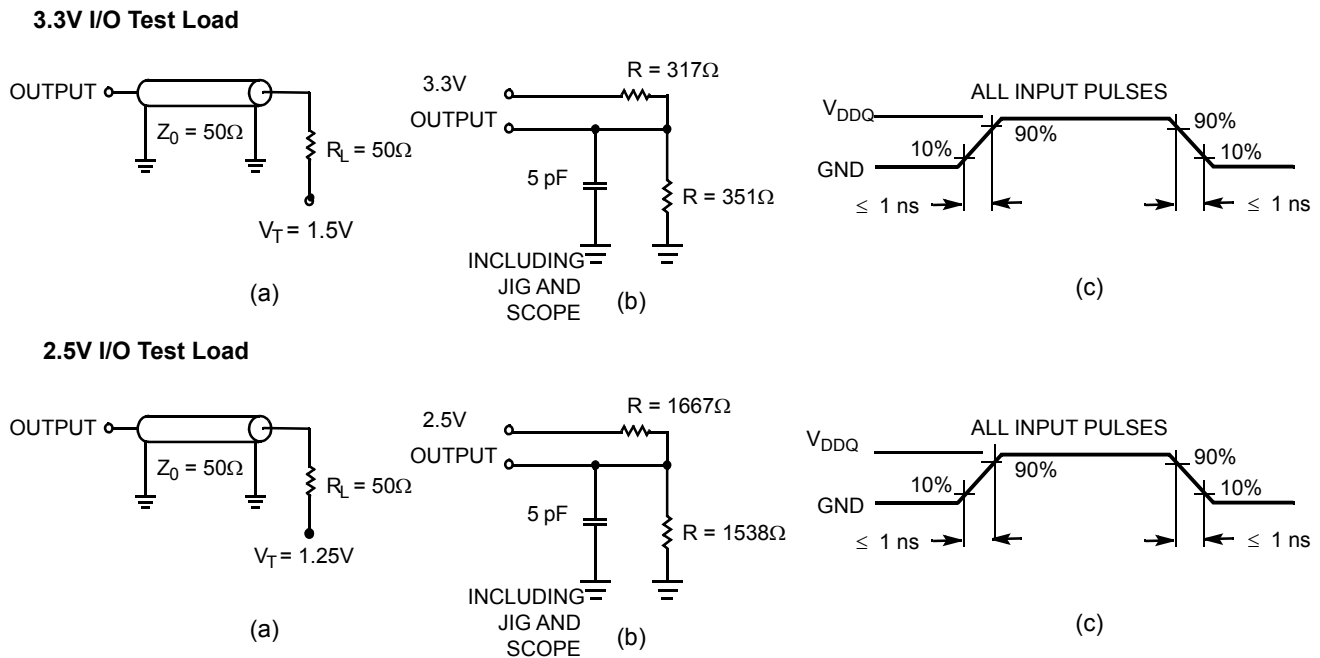 3.3V I/O Test Load
OUTPUT
Z0 = 50Ω
RL = 50Ω
VT = 1.5V
(a)
3.3V
OUTPUT
R = 317Ω
5 pF
R = 351Ω
INCLUDING
JIG AND
SCOPE
(b)
ALL INPUT PULSES
VDDQ
GND
10%
90%
90%
10%
≤ 1 ns
≤ 1 ns
(c)
2.5V I/O Test Load
OUTPUT
Z0 = 50Ω
RL = 50Ω
VT = 1.25V
(a)
2.5V
OUTPUT
R = 1667Ω
5 pF
R = 1538Ω
INCLUDING
JIG AND
SCOPE
(b)
ALL INPUT PULSES
VDDQ
GND
10%
90%
90%
10%
≤ 1 ns
≤ 1 ns
(c)